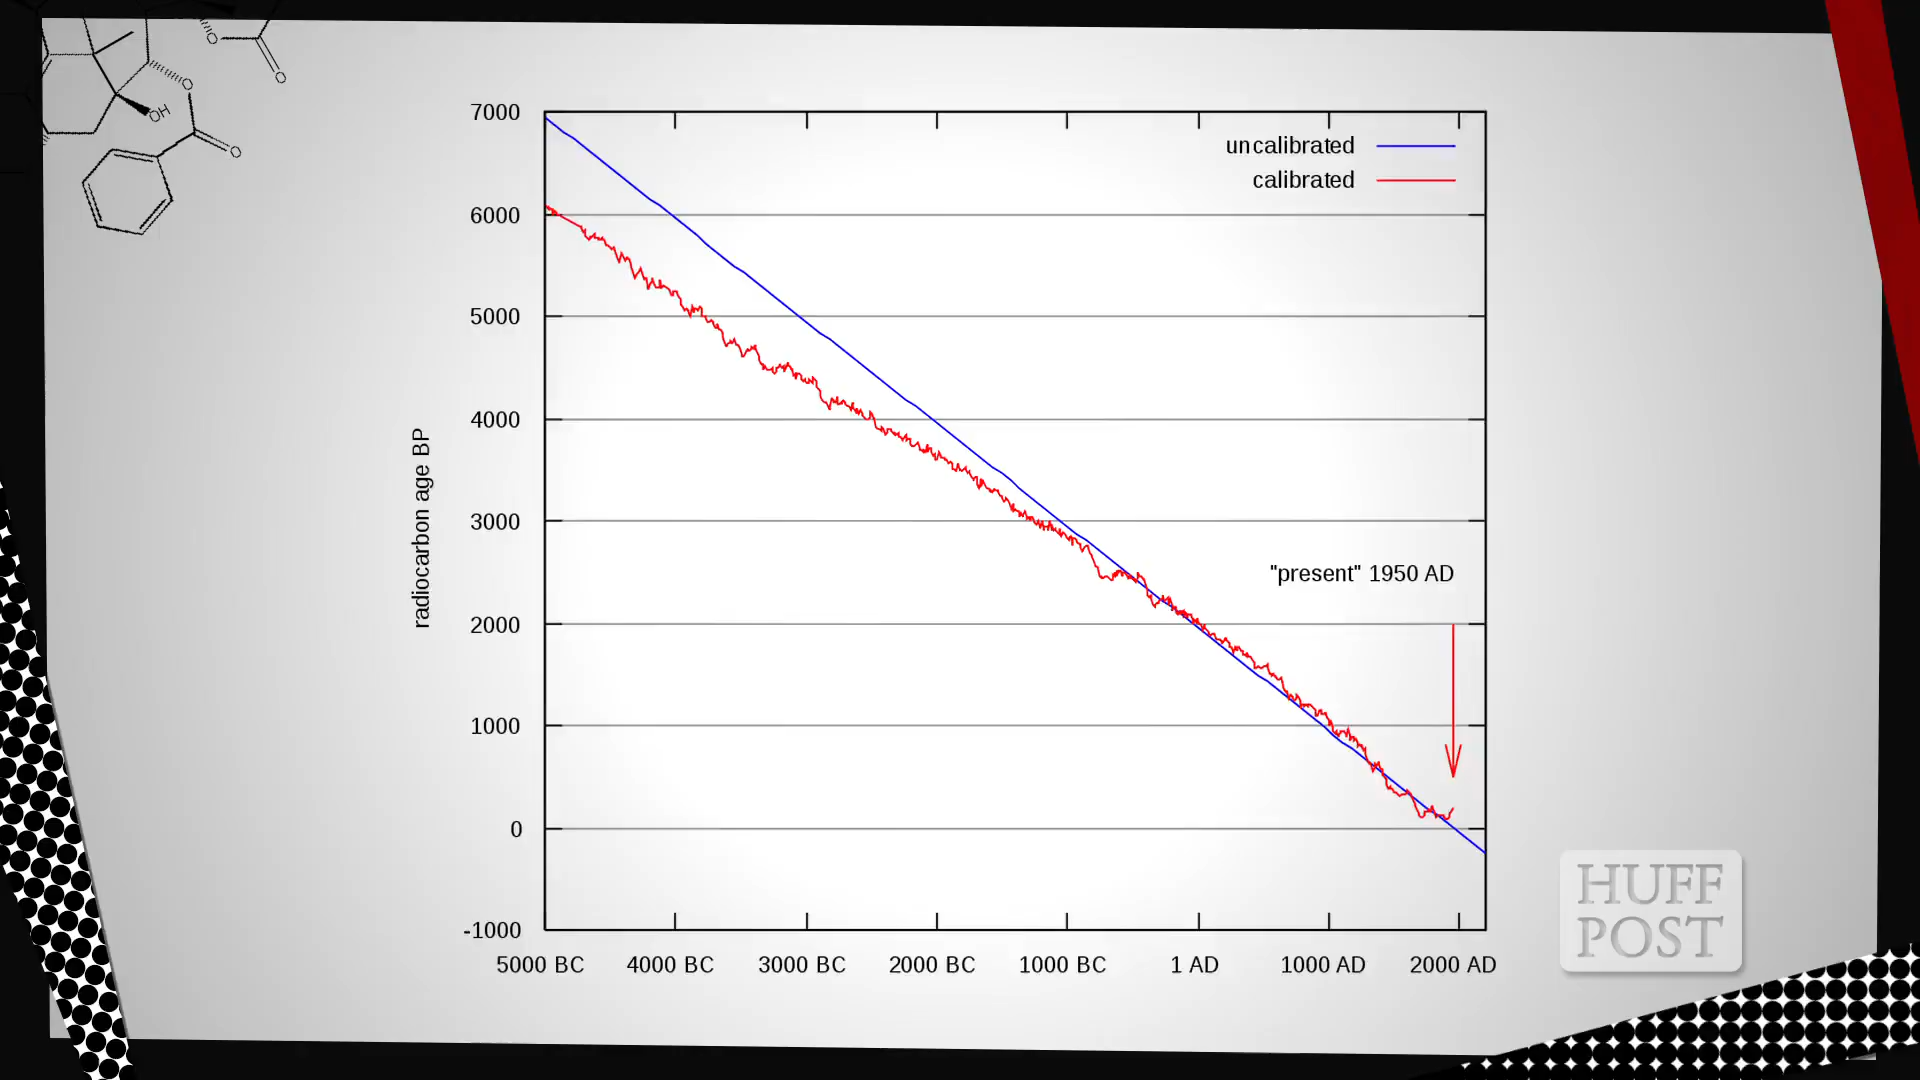 O
O
O
OH
O
7000
uncalibrated
calibrated
6000
5000
4000
radiocarbon age BP
3000
"present" 1950 AD
2000
1000
0
-1000
5000 BC 4000 BC 3000 BC 2000 BC 1000 BC 1 AD 1000 AD 2000 AD
HUFF
POST